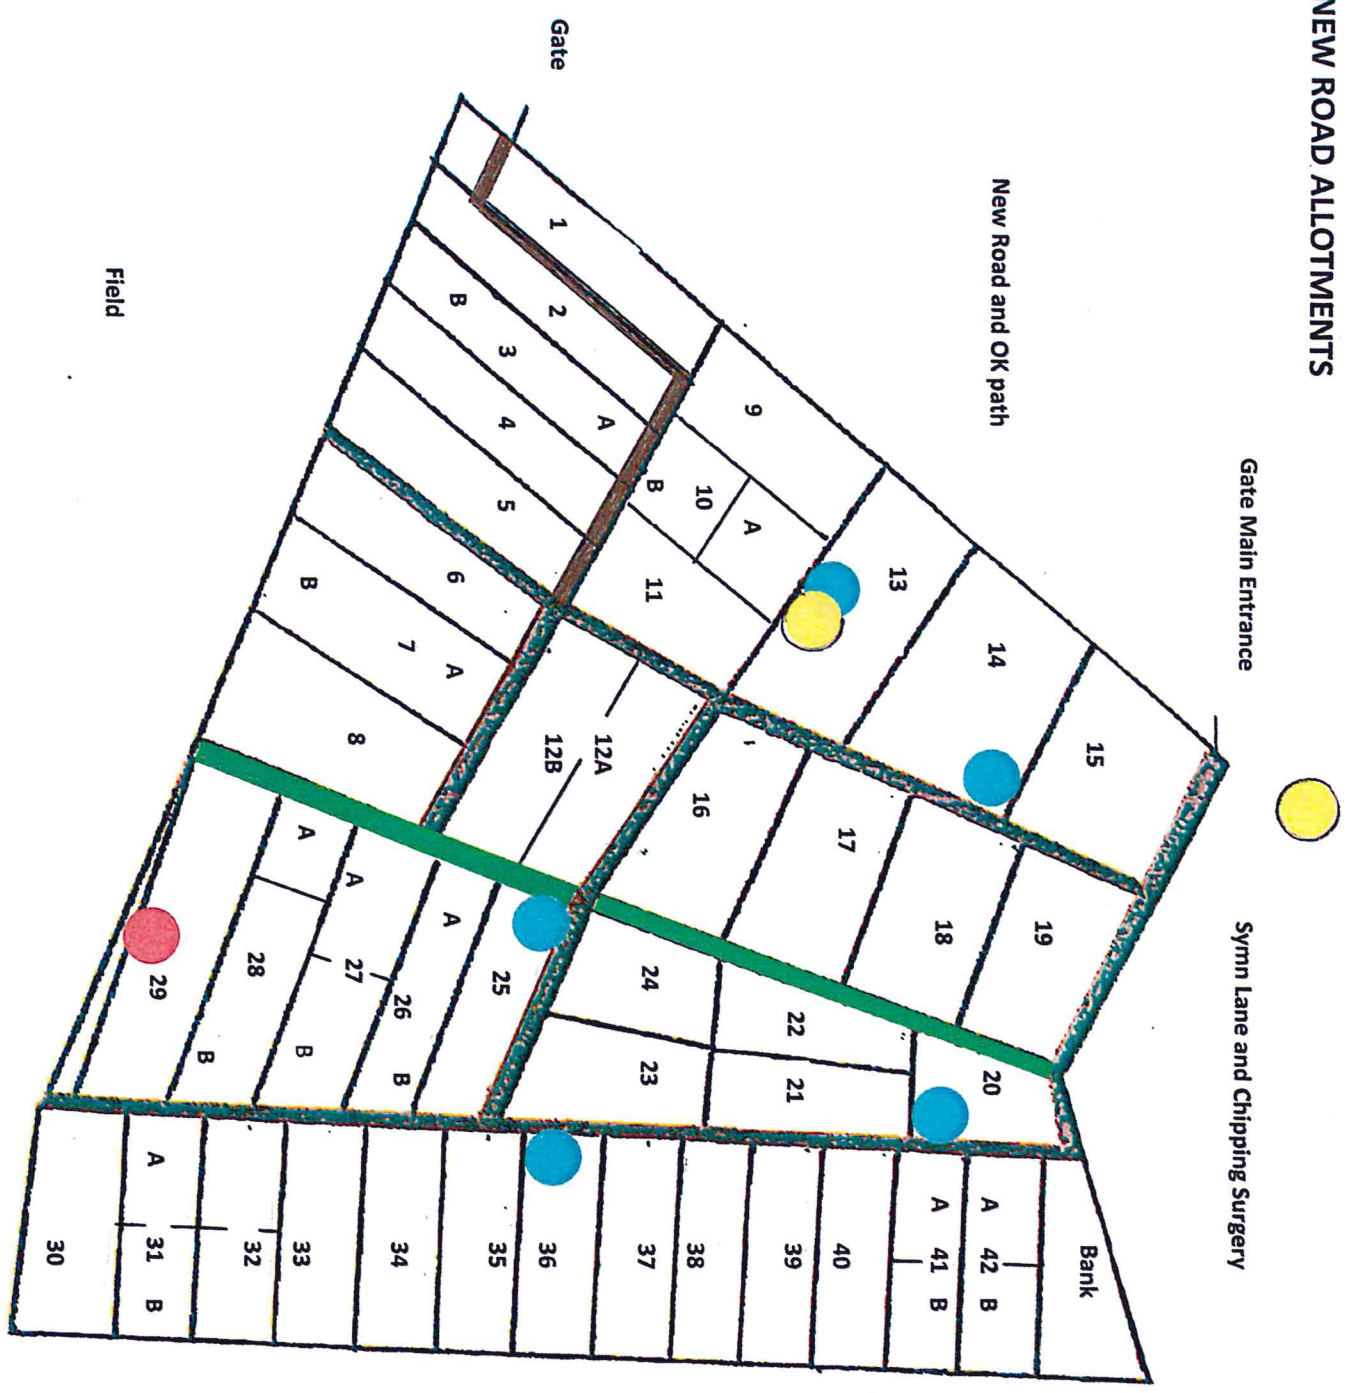 NEW ROAD ALLOTMENTS
Gate Main Entrance
Symn Lane and Chipping Surgery
New Road and OK path
Gate
Field
1
2
B 3 A
4
5
6
B 7 A
8
9
B 10 A
11
12A
12B
13
14
15
16
17
18
19
20
21
22
23
24
25
A 26 B
A 27 B
A 28 B
29
30
A 31 B
32
33
34
35
36
37
38
39
40
A 41 B
A 42 B
Bank